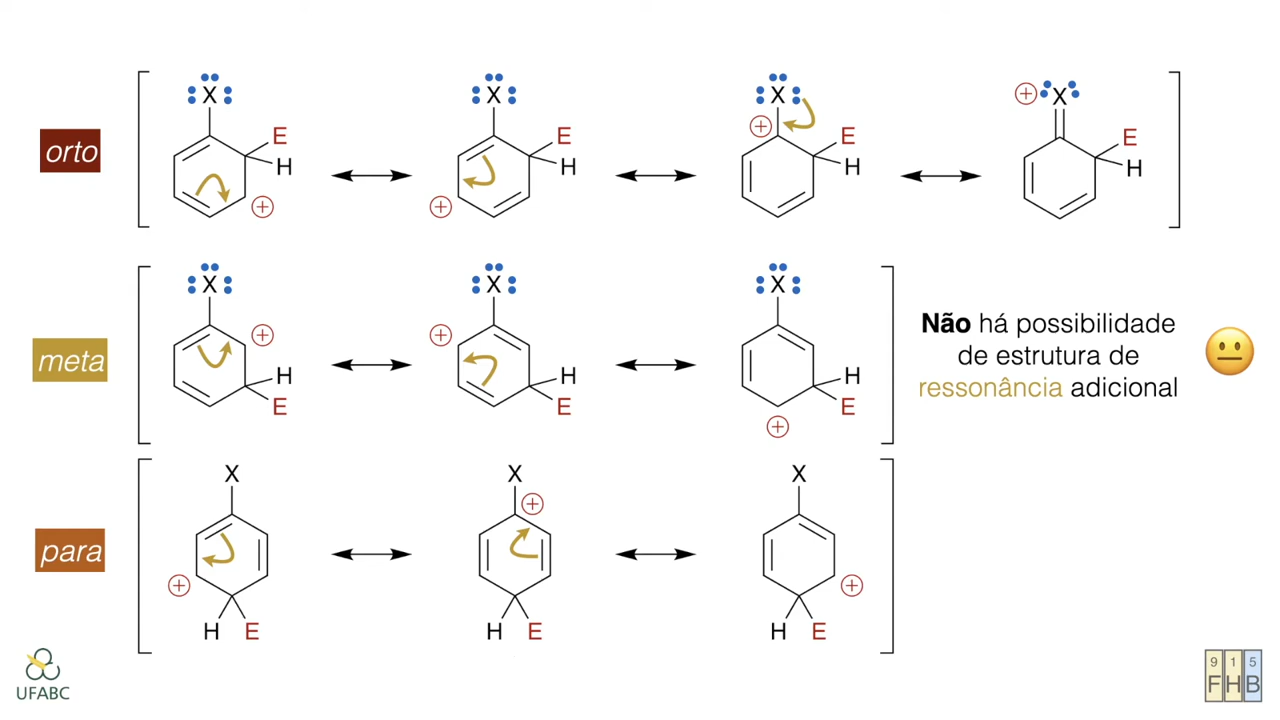 X X X ⊕ X
orto E E E E
H H H H
⊕ ⊕ ⊕
X X X
meta ⊕ ⊕
H H H
E E E
⊕
Não há possibilidade
de estrutura de
ressonância adicional
X X X
⊕
para
⊕ ⊕
H E H E H E
UFABC
9 1 5
F H B